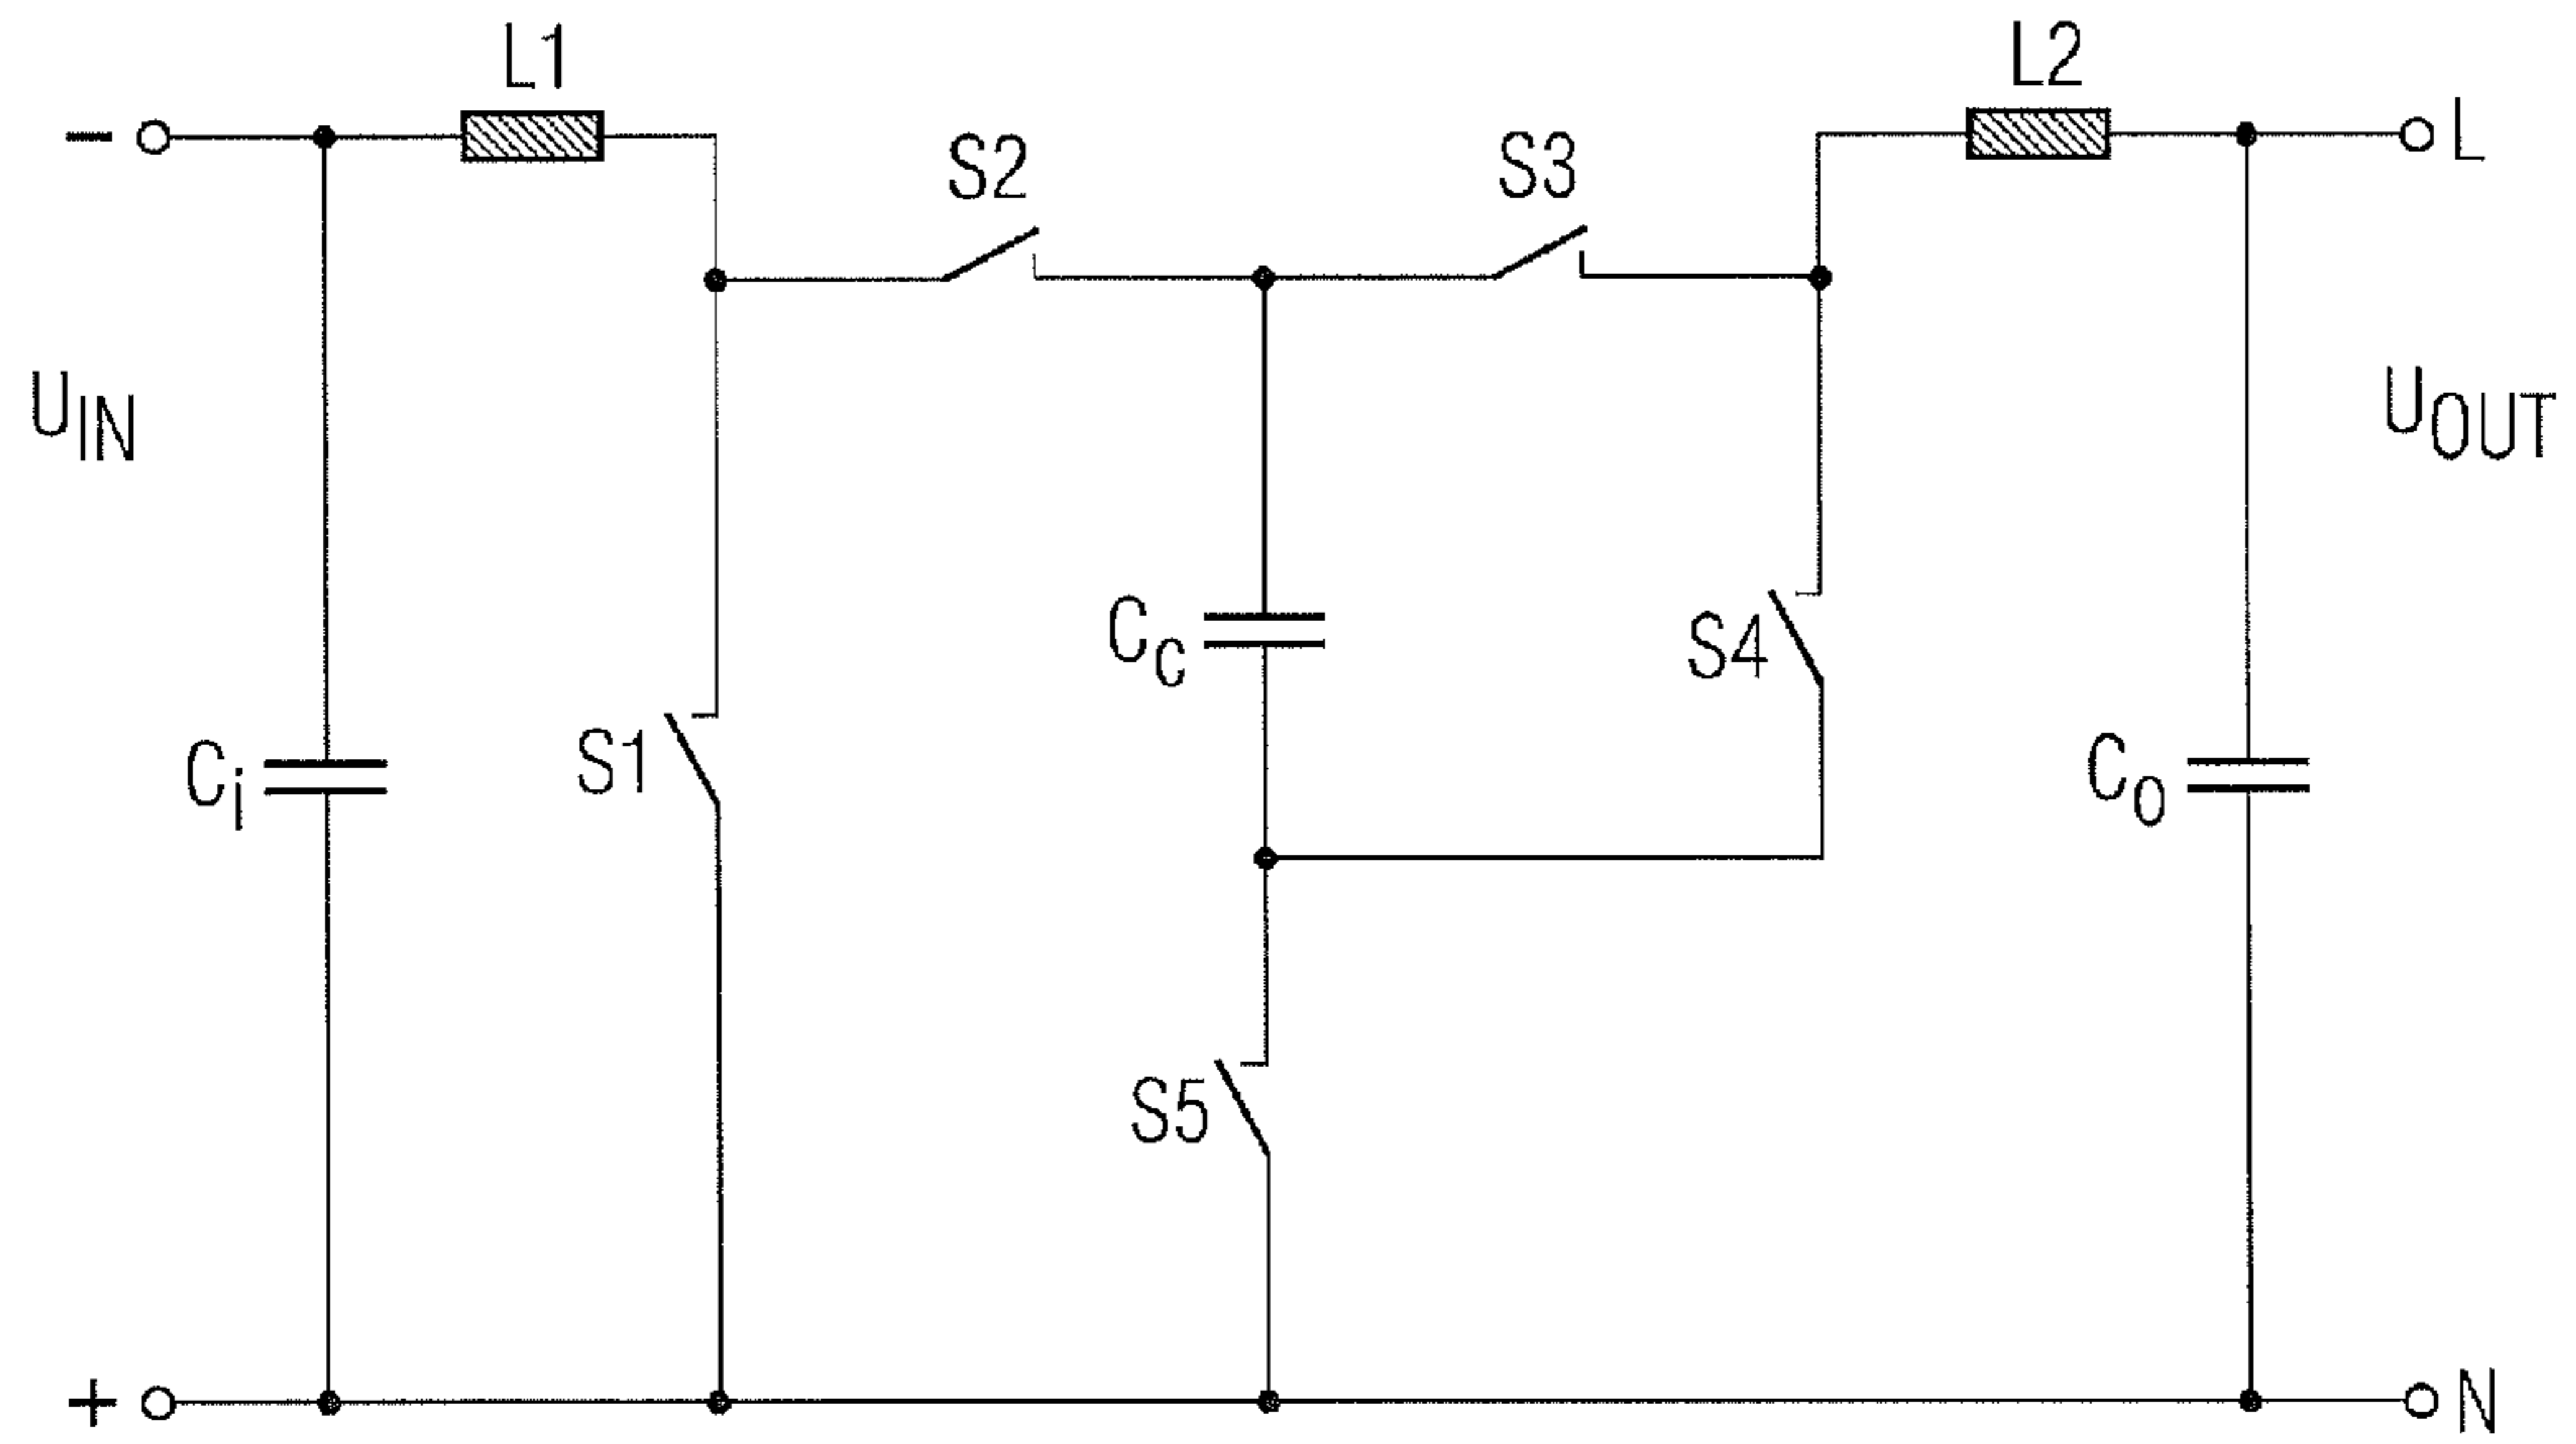 L1
L2
−
L
S2
S3
U_IN
U_OUT
C_C
S4
S1
C_i
C_o
S5
+
N